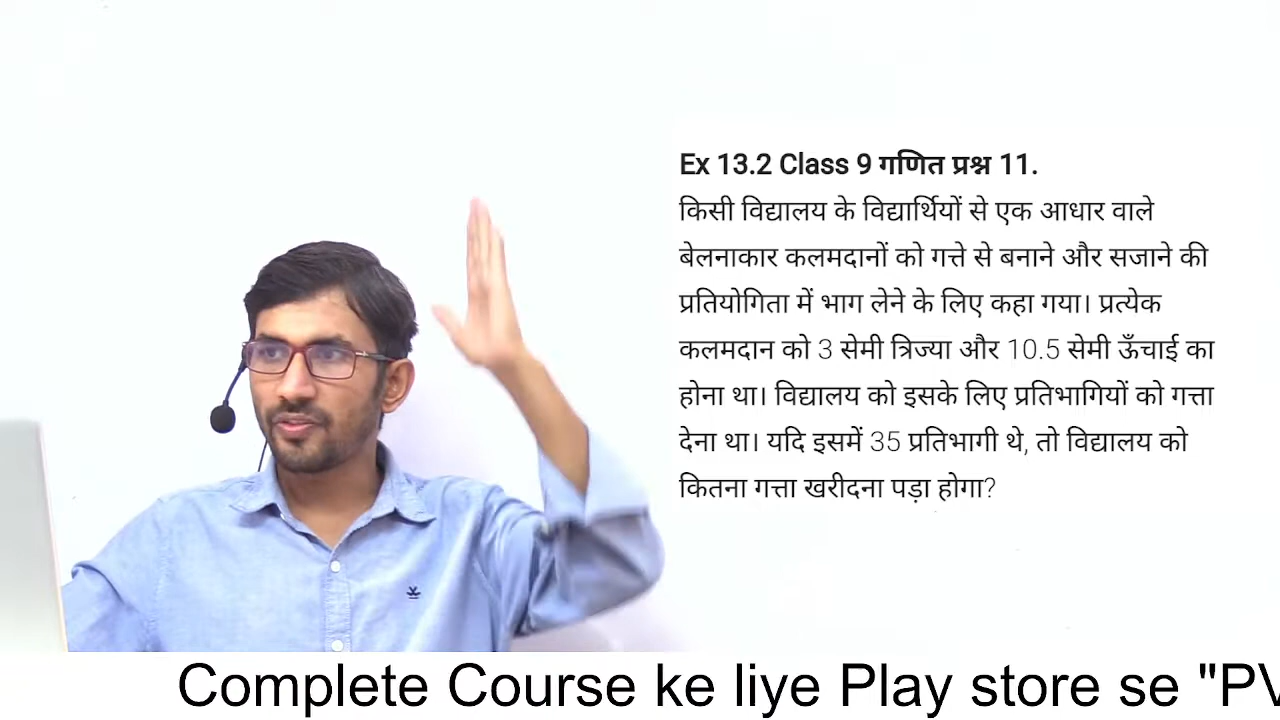 Ex 13.2 Class 9 गणित प्रश्न 11.
किसी विद्यालय के विद्यार्थियों से एक आधार वाले
बेलनाकार कलमदानों को गत्ते से बनाने और सजाने की
प्रतियोगिता में भाग लेने के लिए कहा गया। प्रत्येक
कलमदान को 3 सेमी त्रिज्या और 10.5 सेमी ऊँचाई का
होना था। विद्यालय को इसके लिए प्रतिभागियों को गत्ता
देना था। यदि इसमें 35 प्रतिभागी थे, तो विद्यालय को
कितना गत्ता खरीदना पड़ा होगा?
Complete Course ke liye Play store se "PV